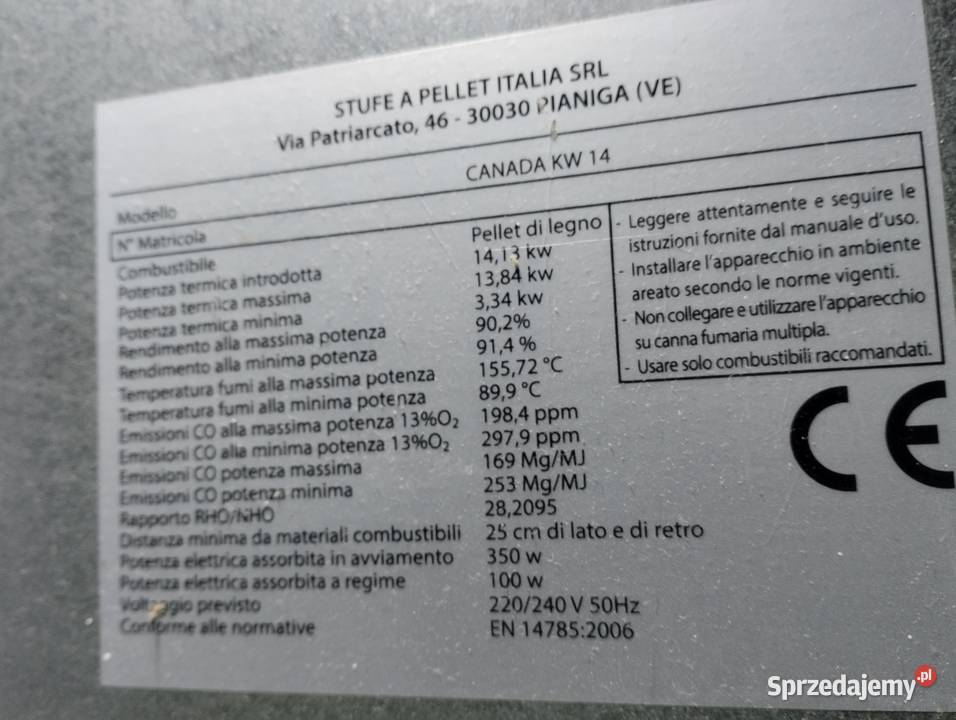 STUFE A PELLET ITALIA SRL
Via Patriarcato, 46 - 30030 PIANIGA (VE)
Modello CANADA KW 14
N° Matricola
Combustibile Pellet di legno
Potenza termica introdotta 14,13 kw
Potenza termica massima 13,84 kw
Potenza termica minima 3,34 kw
Rendimento alla massima potenza 90,2%
Rendimento alla minima potenza 91,4 %
Temperatura fumi alla massima potenza 155,72 °C
Temperatura fumi alla minima potenza 89,9 °C
Emissioni CO alla massima potenza 13%O₂ 198,4 ppm
Emissioni CO alla minima potenza 13%O₂ 297,9 ppm
Emissioni CO potenza massima 169 Mg/MJ
Emissioni CO potenza minima 253 Mg/MJ
Rapporto RHO/NHO 28,2095
Distanza minima da materiali combustibili 25 cm di lato e di retro
Potenza elettrica assorbita in avviamento 350 w
Potenza elettrica assorbita a regime 100 w
Voltaggio previsto 220/240 V 50Hz
Conforme alle normative EN 14785:2006
- Leggere attentamente e seguire le
istruzioni fornite dal manuale d'uso.
- Installare l'apparecchio in ambiente
areato secondo le norme vigenti.
- Non collegare e utilizzare l'apparecchio
su canna fumaria multipla.
- Usare solo combustibili raccomandati.
CE
Sprzedajemy.pl